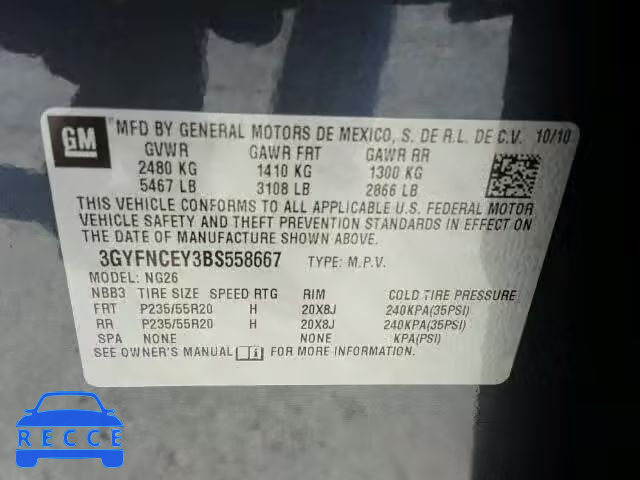 GM
MFD BY GENERAL MOTORS DE MEXICO, S. DE R.L. DE C.V. 10/10
GVWR GAWR FRT GAWR RR
2480 KG 1410 KG 1300 KG
5467 LB 3108 LB 2866 LB
THIS VEHICLE CONFORMS TO ALL APPLICABLE U.S. FEDERAL MOTOR
VEHICLE SAFETY AND THEFT PREVENTION STANDARDS IN EFFECT ON
THE DATE OF MANUFACTURE SHOWN ABOVE.
3GYFNCEY3BS558667 TYPE: M.P.V.
MODEL: NG26
NBB3 TIRE SIZE SPEED RTG RIM COLD TIRE PRESSURE
FRT P235/55R20 H 20X8J 240KPA(35PSI)
RR P235/55R20 H 20X8J 240KPA(35PSI)
SPA NONE NONE KPA(PSI)
SEE OWNER'S MANUAL FOR MORE INFORMATION.
RECCE